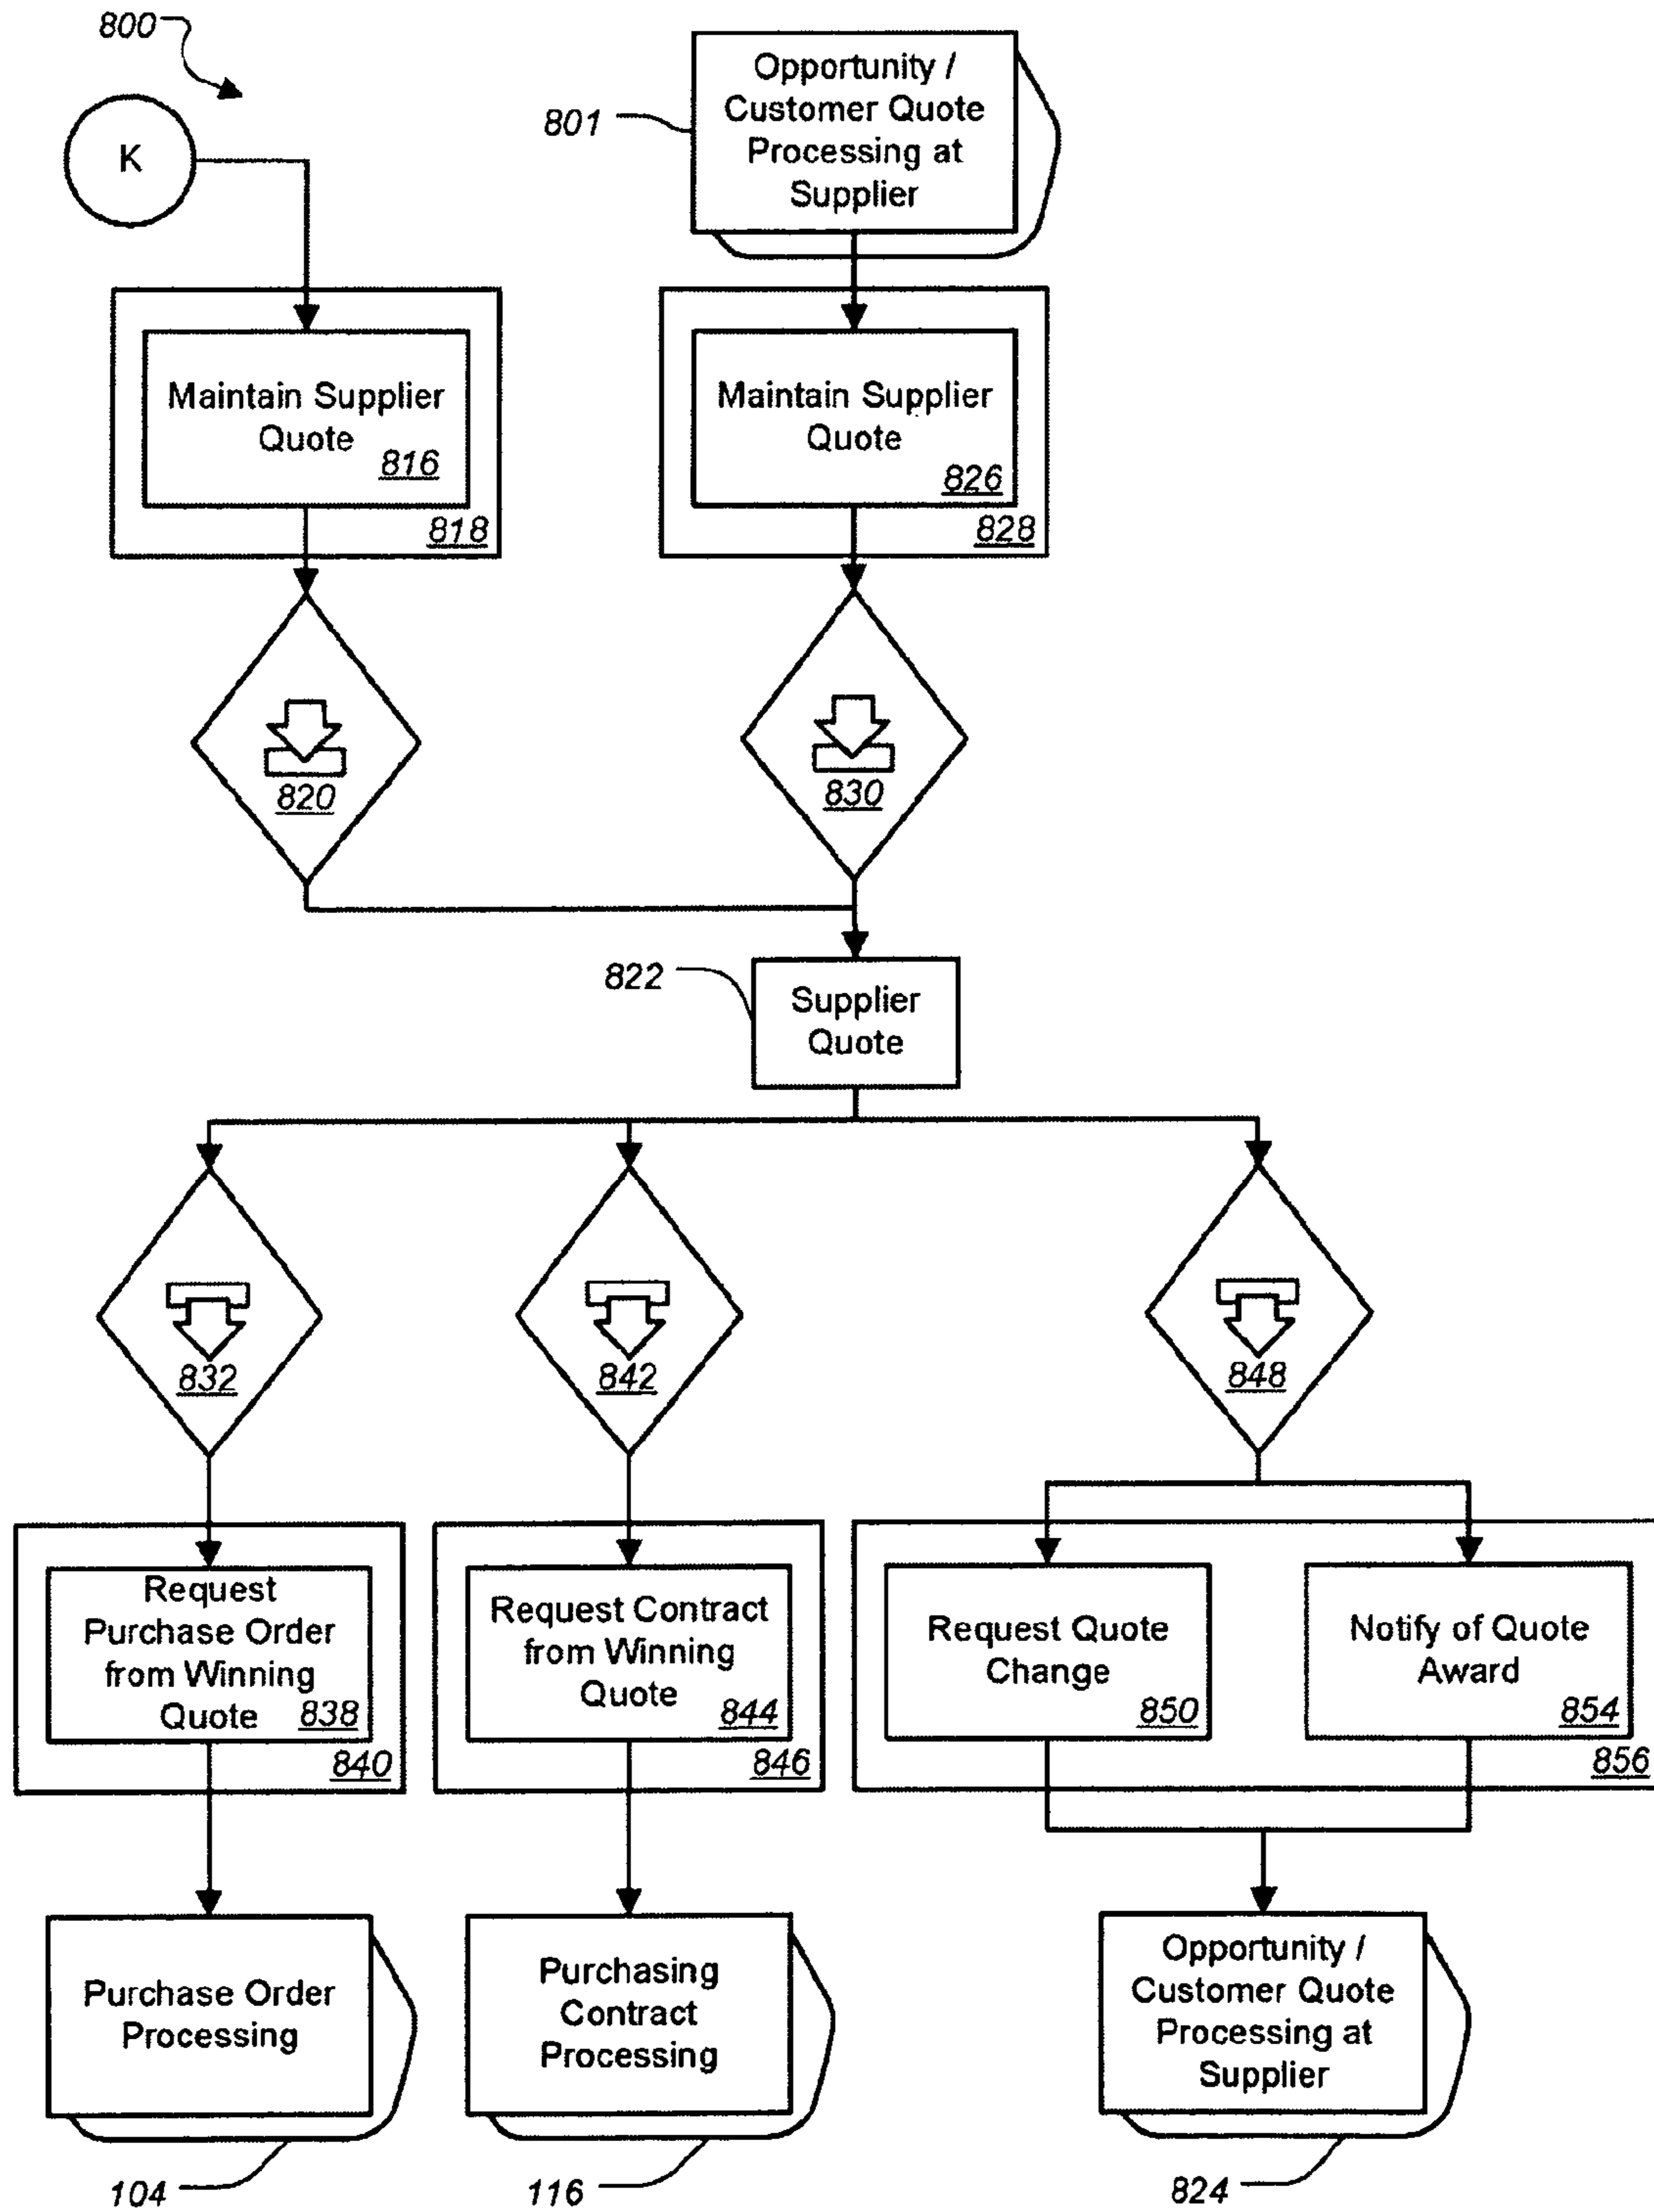 800
K
801
Opportunity /
Customer Quote
Processing at
Supplier
Maintain Supplier
Quote
816
818
Maintain Supplier
Quote
826
828
820
830
822
Supplier
Quote
832
842
848
Request
Purchase Order
from Winning
Quote 838
840
Request Contract
from Winning
Quote
844
846
Request Quote
Change
850
Notify of Quote
Award
854
856
Purchase Order
Processing
104
Purchasing
Contract
Processing
116
Opportunity /
Customer Quote
Processing at
Supplier
824